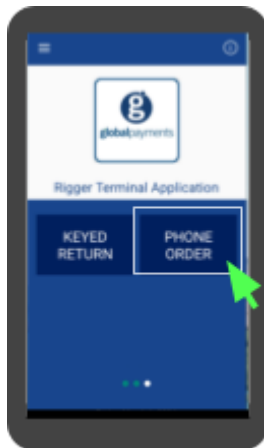 globalpayments
Rigger Terminal Application
KEYED
RETURN
PHONE
ORDER